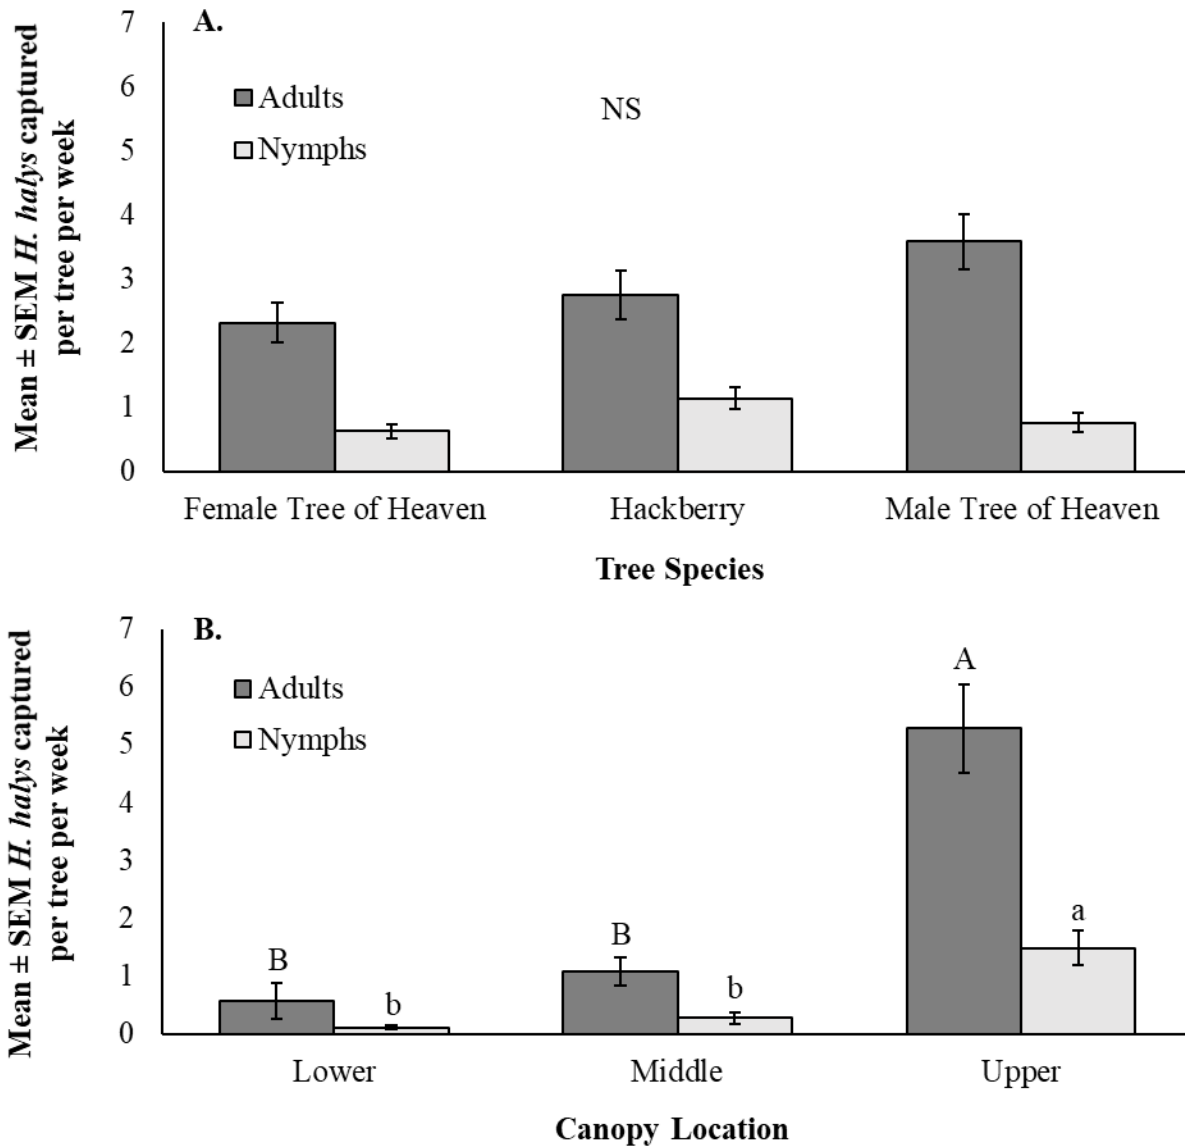 A.
Mean ± SEM H. halys captured
per tree per week
7
6
5
4
3
2
1
0
Adults
Nymphs
NS
Female Tree of Heaven
Hackberry
Male Tree of Heaven
Tree Species
B.
Mean ± SEM H. halys captured
per tree per week
7
6
5
4
3
2
1
0
Adults
Nymphs
B
b
B
b
A
a
Lower
Middle
Upper
Canopy Location